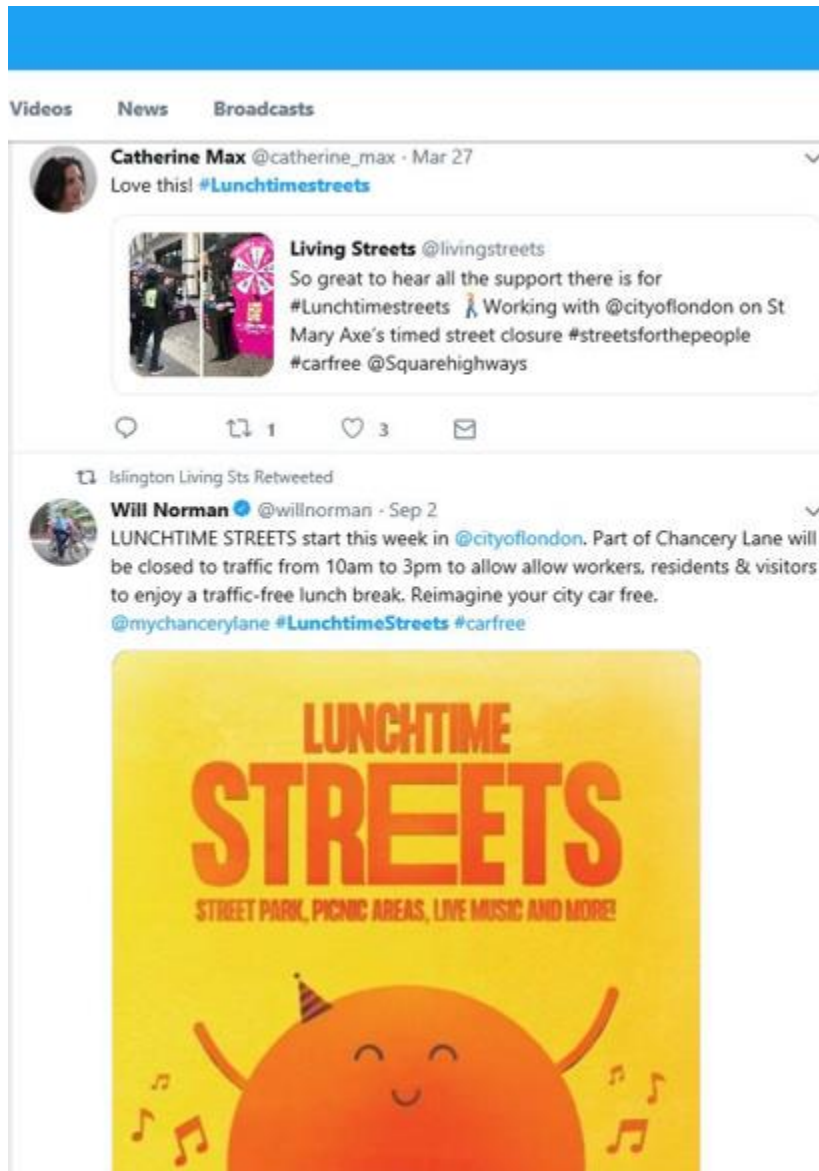 Videos News Broadcasts
Catherine Max @catherine_max · Mar 27
Love this! #Lunchtimestreets
Living Streets @livingstreets
So great to hear all the support there is for
#Lunchtimestreets 🚶Working with @cityoflondon on St
Mary Axe's timed street closure #streetsforthepeople
#carfree @Squarehighways
1 3
Islington Living Sts Retweeted
Will Norman @willnorman · Sep 2
LUNCHTIME STREETS start this week in @cityoflondon. Part of Chancery Lane will
be closed to traffic from 10am to 3pm to allow allow workers, residents & visitors
to enjoy a traffic-free lunch break. Reimagine your city car free.
@mychancerylane #LunchtimeStreets #carfree
LUNCHTIME
STREETS
STREET PARK, PICNIC AREAS, LIVE MUSIC AND MORE!